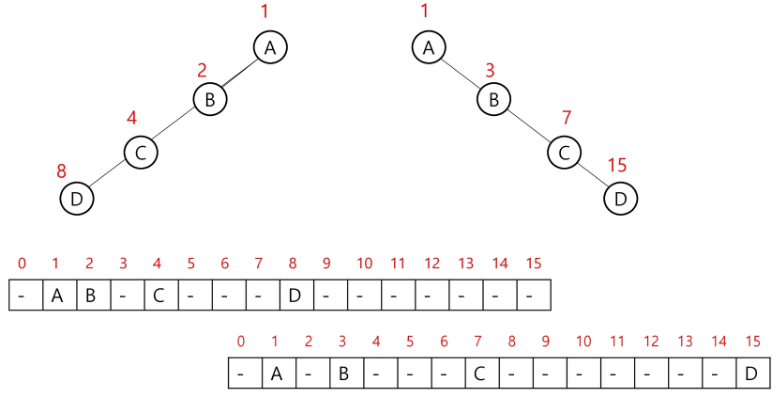 1 1
A A
2 3
B B
4 7
C C
8 15
D D
0 1 2 3 4 5 6 7 8 9 10 11 12 13 14 15
- A B - C - - - D - - - - - - -
0 1 2 3 4 5 6 7 8 9 10 11 12 13 14 15
- A - B - - - C - - - - - - - D